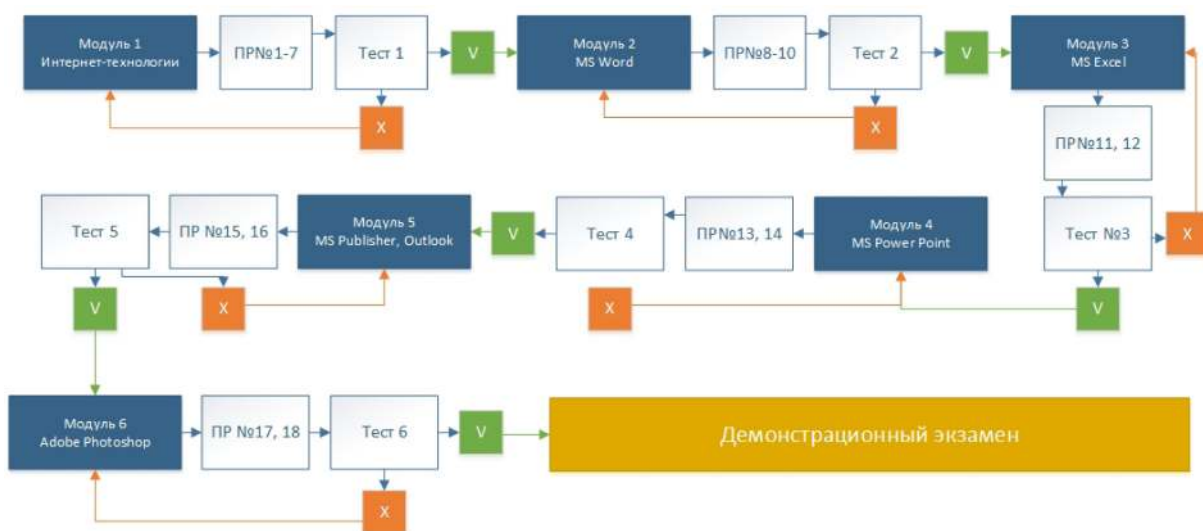 Модуль 1
Интернет-технологии
ПР№1-7
Тест 1
V
X
Модуль 2
MS Word
ПР№8-10
Тест 2
V
X
Модуль 3
MS Excel
ПР№11, 12
Тест №3
X
V
Модуль 4
MS Power Point
ПР№13, 14
Тест 4
X
V
Модуль 5
MS Publisher, Outlook
ПР №15, 16
Тест 5
X
V
Модуль 6
Adobe Photoshop
ПР №17, 18
Тест 6
X
V
Демонстрационный экзамен